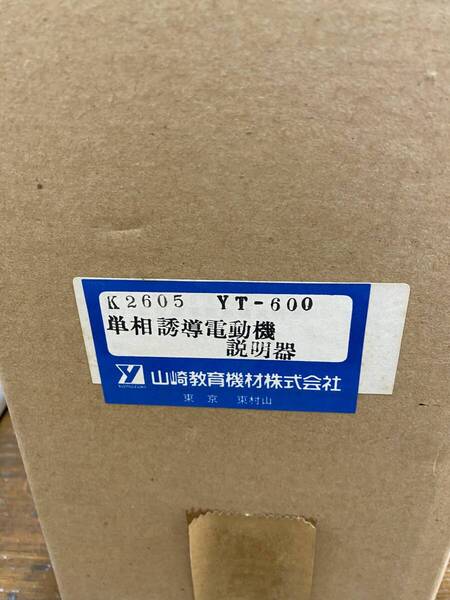 K2605 YT-600
単相誘導電動機
説明器
山崎教育機材株式会社
東京 東村山